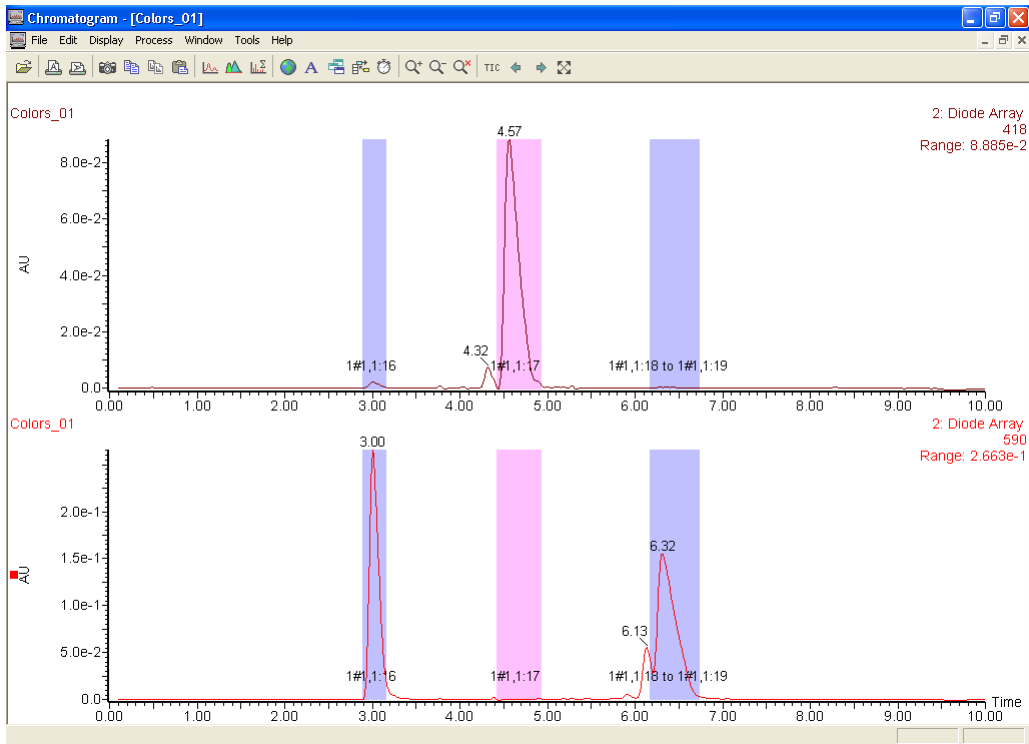 Chromatogram - [Colors_01]
File Edit Display Process Window Tools Help
A TIC
Colors_01
2: Diode Array
418
Range: 8.885e-2
4.57
8.0e-2
6.0e-2
AU
4.0e-2
2.0e-2
4.32
1#1,1:16 1#1,1:17 1#1,1:18 to 1#1,1:19
0.0
0.00 1.00 2.00 3.00 4.00 5.00 6.00 7.00 8.00 9.00 10.00
Colors_01
2: Diode Array
590
Range: 2.663e-1
3.00
2.0e-1
6.32
1.5e-1
AU
1.0e-1
6.13
5.0e-2
1#1,1:16 1#1,1:17 1#1,1:18 to 1#1,1:19
0.0
Time
0.00 1.00 2.00 3.00 4.00 5.00 6.00 7.00 8.00 9.00 10.00